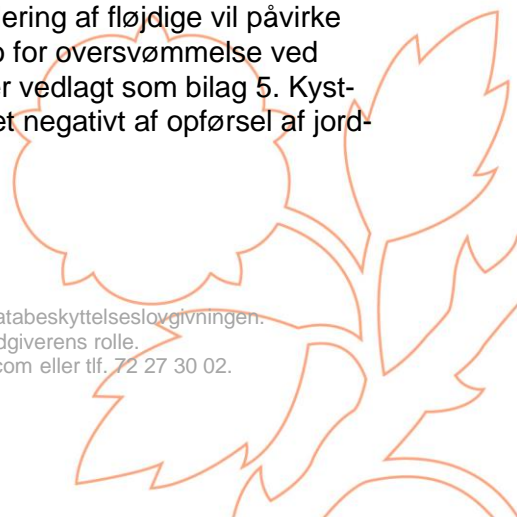 ering af fløjdige vil påvirke
for oversvømmelse ved
r vedlagt som bilag 5. Kyst-
et negativt af opførsel af jord-
atabeskyttelseslovgivningen.
dgiverens rolle.
com eller tlf. 72 27 30 02.